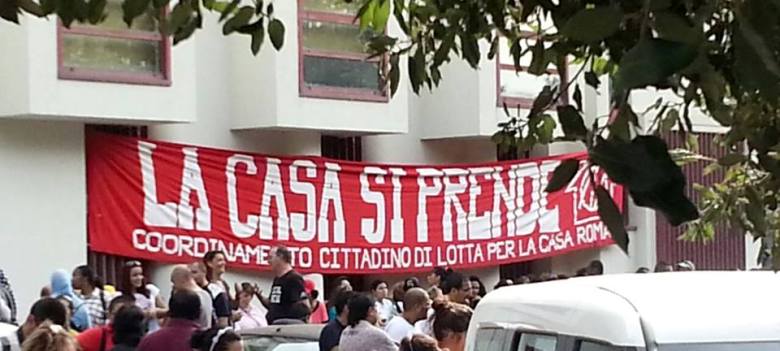 LA CASA SI PRENDE
COORDINAMENTO CITTADINO DI LOTTA PER LA CASA ROMA